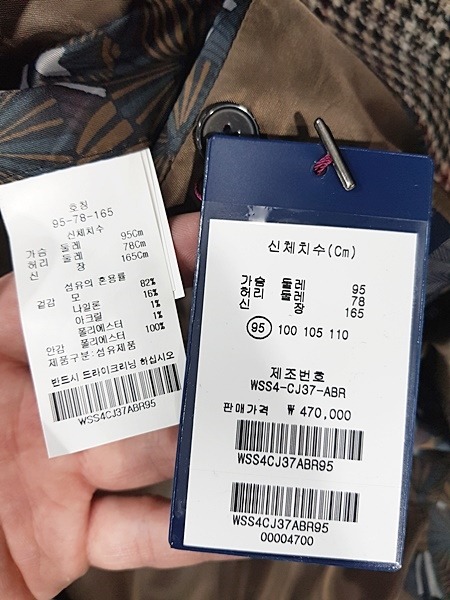 호칭
95-78-165
신체치수
가슴 둘레 95Cm
허리 둘레 78Cm
신 장 165Cm
섬유의 혼용률
겉감 모 82%
나일론 16%
아크릴 1%
폴리에스터 1%
안감 폴리에스터 100%
제품구분:섬유제품
반드시 드라이크리닝 하십시오
WSS4CJ37ABR95
신체치수(Cm)
가슴 둘레 95
허리 둘레 78
신 장 165
95 100 105 110
제조번호
WSS4-CJ37-ABR
판매가격 ₩ 470,000
WSS4CJ37ABR95
WSS4CJ37ABR95
00004700